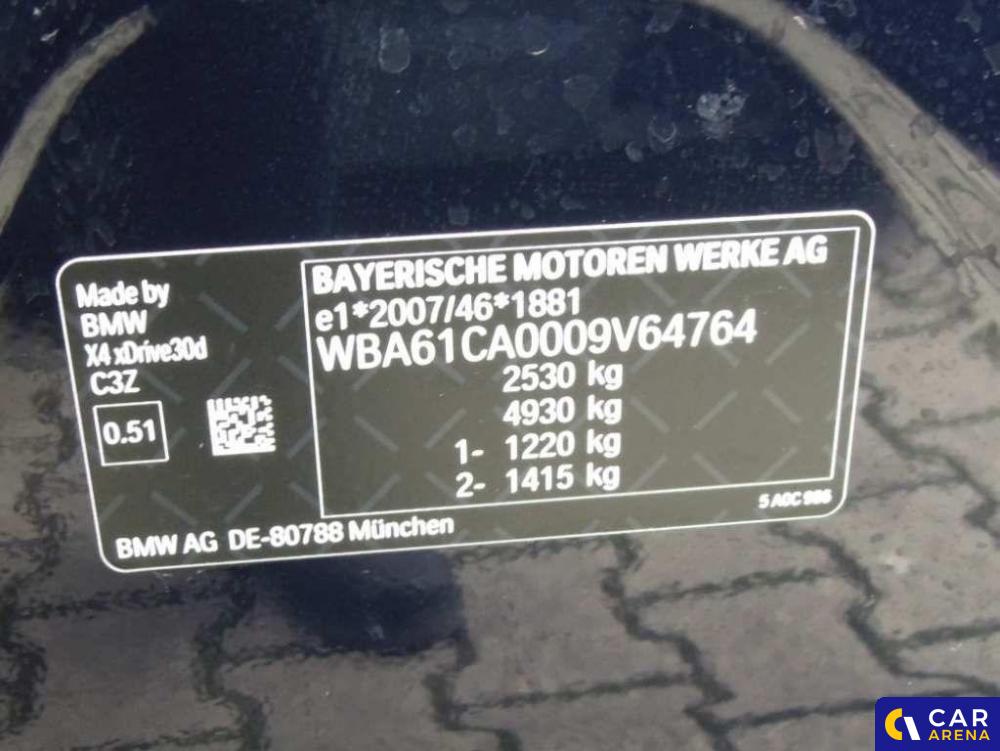 Made by
BMW
X4 xDrive30d
C3Z
0.51
BAYERISCHE MOTOREN WERKE AG
e1*2007/46*1881
WBA61CA0009V64764
2530 kg
4930 kg
1- 1220 kg
2- 1415 kg
5 A0C 986
BMW AG DE-80788 München
CAR
ARENA